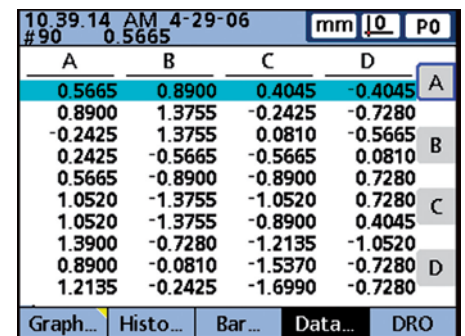 10.39.14 AM 4-29-06 mm |0 P0
#90 0.5665
A B C D
0.5665 0.8900 0.4045 -0.4045 A
0.8900 1.3755 -0.2425 -0.7280
-0.2425 1.3755 0.0810 -0.5665 B
0.2425 -0.5665 -0.5665 0.0810
0.5665 -0.8900 -0.8900 0.7280
1.0520 -1.3755 -1.0520 0.7280 C
1.0520 -1.3755 -0.8900 0.4045
1.3900 -0.7280 -1.2135 -1.0520
0.8900 -0.0810 -1.5370 -0.7280 D
1.2135 -0.2425 -1.6990 -0.7280
Graph... Histo... Bar... Data... DRO